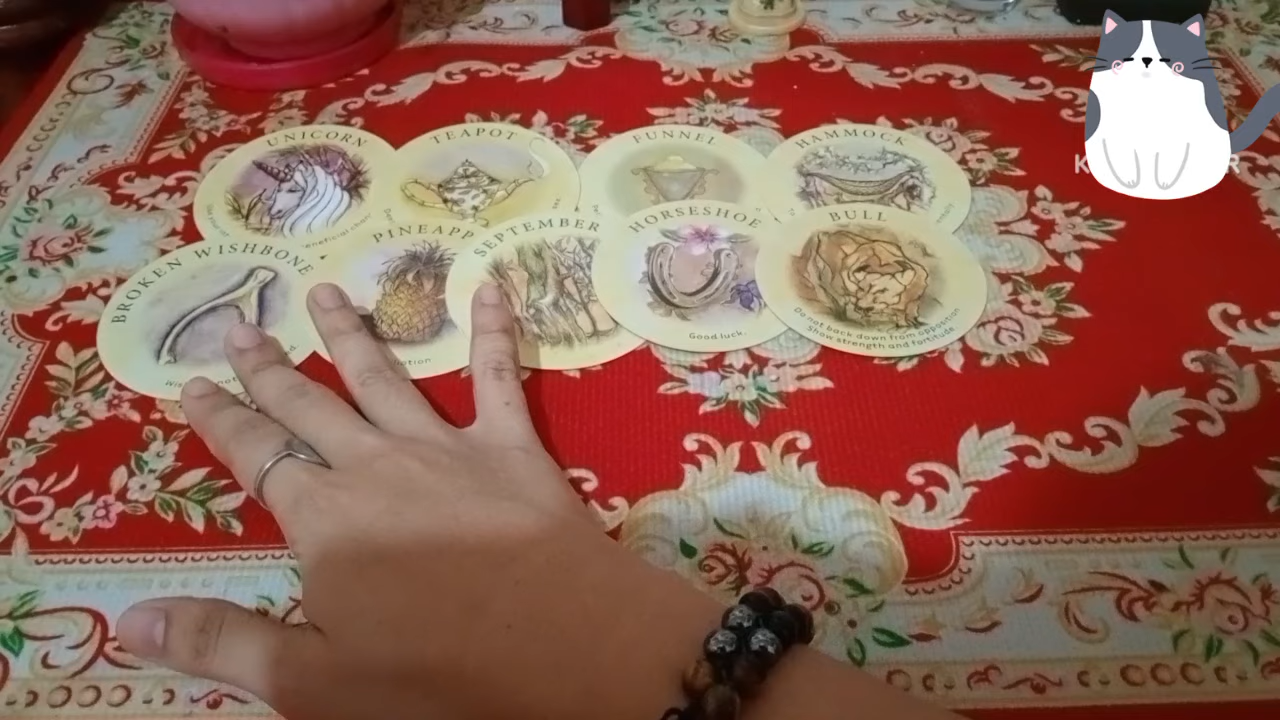 UNICORN
TEAPOT
FUNNEL
HAMMOCK
BROKEN WISHBONE
PINEAPP
SEPTEMBER
HORSESHOE
Good luck.
BULL
Do not back down from opposition
Show strength and fortitude.
K
R